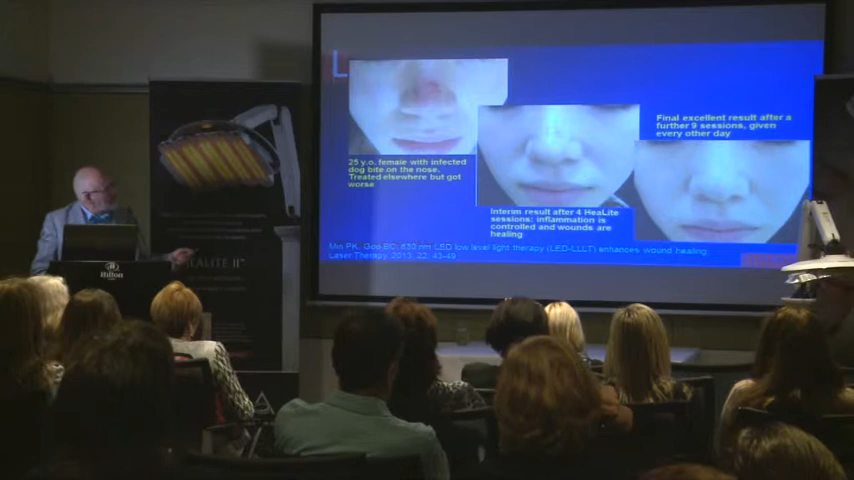 L
Final excellent result after a
further 9 sessions, given
every other day
25 y.o. female with infected
dog bite on the nose.
Treated elsewhere but got
worse
Interim result after 4 HeaLite
sessions: inflammation is
controlled and wounds are
healing
Min PK, Goo BC: 830 nm LED low level light therapy (LED-LLLT) enhances wound healing;
Laser Therapy, 2013, 22: 43-49
HEALITE II™
Hilton